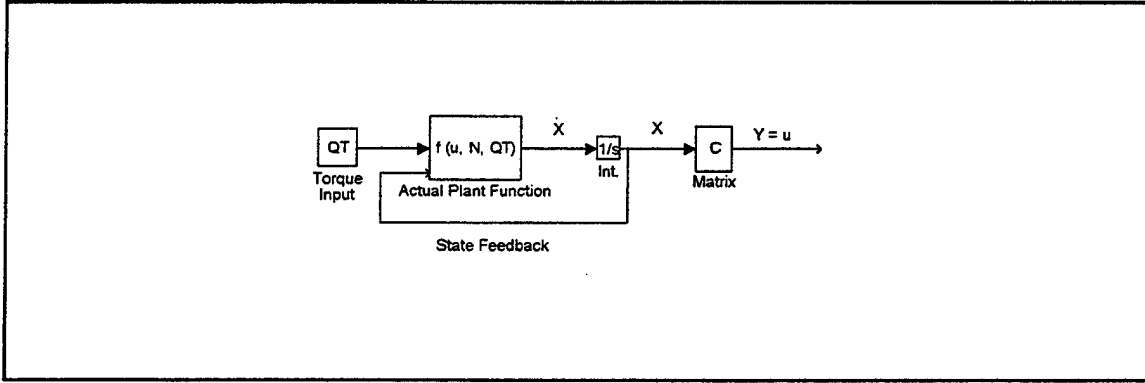 QT
Torque
Input
f (u, N, QT)
Actual Plant Function
Ẋ
1/s
Int.
X
C
Matrix
Y = u
State Feedback